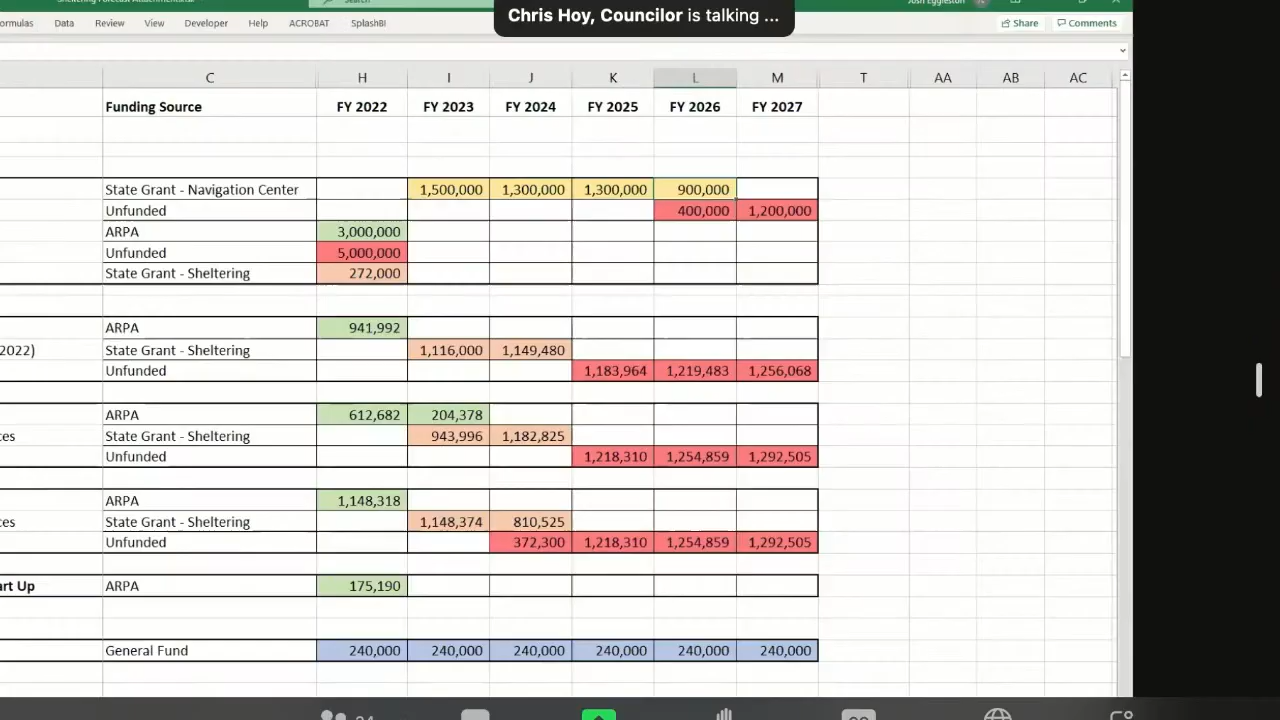 Chris Hoy, Councilor is talking ...
ormulas Data Review View Developer Help ACROBAT SplashBI Share Comments
C H I J K L M T AA AB AC
Funding Source FY 2022 FY 2023 FY 2024 FY 2025 FY 2026 FY 2027
State Grant - Navigation Center 1,500,000 1,300,000 1,300,000 900,000
Unfunded 400,000 1,200,000
ARPA 3,000,000
Unfunded 5,000,000
State Grant - Sheltering 272,000
ARPA 941,992
2022) State Grant - Sheltering 1,116,000 1,149,480
Unfunded 1,183,964 1,219,483 1,256,068
ARPA 612,682 204,378
ces State Grant - Sheltering 943,996 1,182,825
Unfunded 1,218,310 1,254,859 1,292,505
ARPA 1,148,318
ces State Grant - Sheltering 1,148,374 810,525
Unfunded 372,300 1,218,310 1,254,859 1,292,505
art Up ARPA 175,190
General Fund 240,000 240,000 240,000 240,000 240,000 240,000